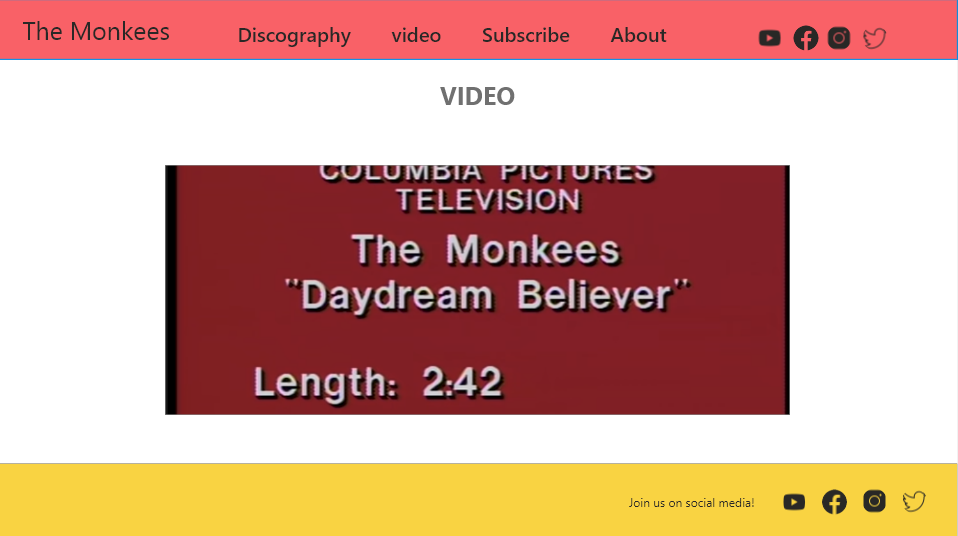 The Monkees
Discography video Subscribe About
VIDEO
COLUMBIA PICTURES
TELEVISION
The Monkees
"Daydream Believer"
Length: 2:42
Join us on social media!